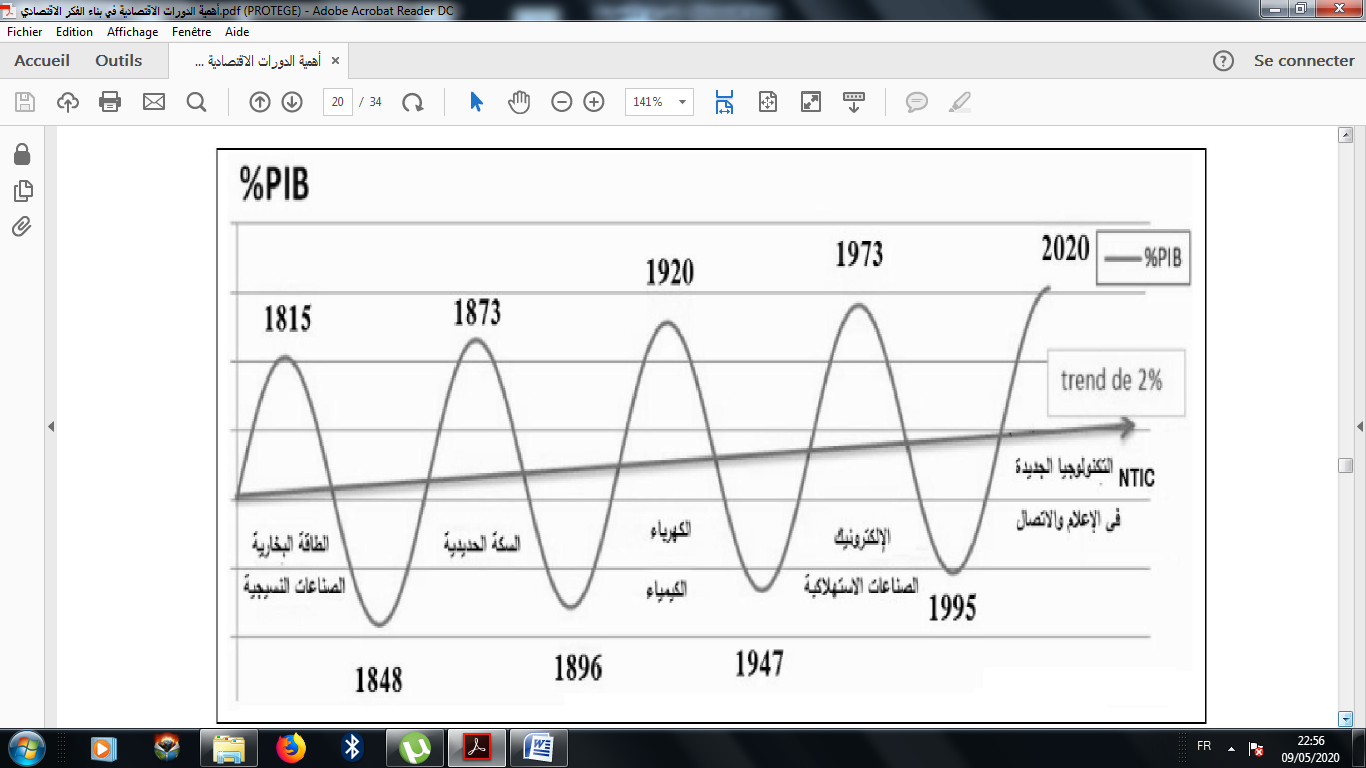 أهمية الدورات الاقتصادية في بناء الفكر الاقتصادي.pdf (PROTEGE) - Adobe Acrobat Reader DC
Fichier Edition Affichage Fenêtre Aide
Accueil Outils أهمية الدورات الاقتصادية ... × ? Se connecter
20 / 34 141%
%PIB
2020 %PIB
1973
1920
1873
1815
trend de 2%
التكنولوجيا الجديدة NTIC
في الإعلام والاتصال
الطاقة البخارية
الصناعات النسيجية
السكة الحديدية
الكهرباء
الكيمياء
الإلكترونيك
الصناعات الاستهلاكية
1995
1947
1896
1848
FR 22:56
09/05/2020